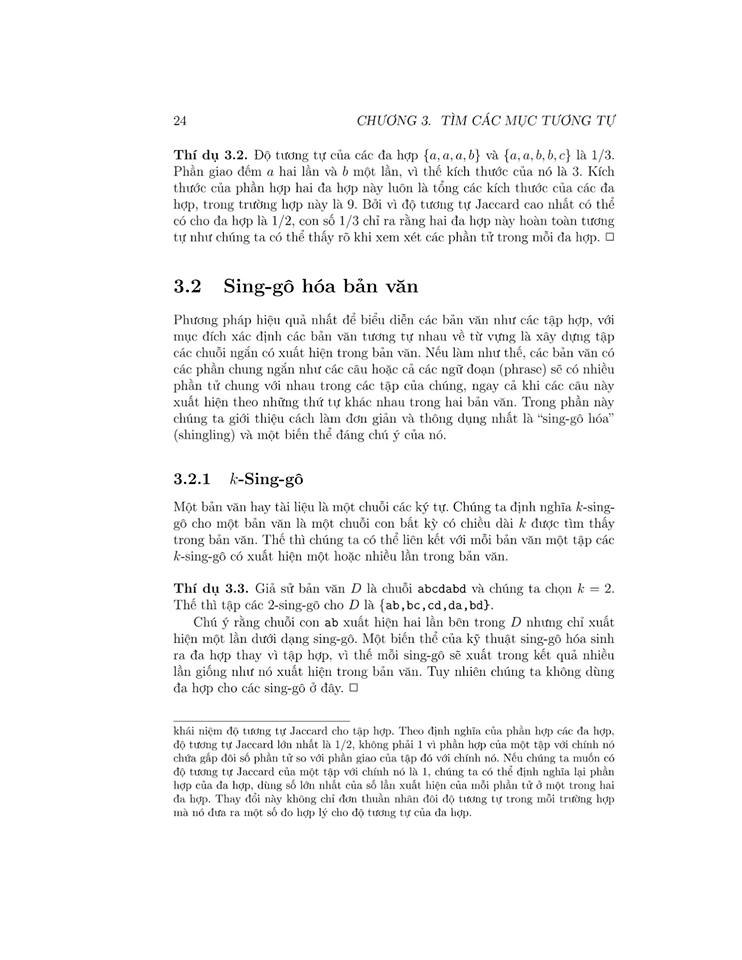 24 CHƯƠNG 3. TÌM CÁC MỤC TƯƠNG TỰ
Thí dụ 3.2. Độ tương tự của các đa hợp {a, a, a, b} và {a, a, b, b, c} là 1/3.
Phần giao đếm a hai lần và b một lần, vì thế kích thước của nó là 3. Kích
thước của phần hợp hai đa hợp này luôn là tổng các kích thước của các đa
hợp, trong trường hợp này là 9. Bởi vì độ tương tự Jaccard cao nhất có thể
có cho đa hợp là 1/2, con số 1/3 chỉ ra rằng hai đa hợp này hoàn toàn tương
tự như chúng ta có thể thấy rõ khi xem xét các phần tử trong mỗi đa hợp. □
3.2 Sing-gô hóa bản văn
Phương pháp hiệu quả nhất để biểu diễn các bản văn như các tập hợp, với
mục đích xác định các bản văn tương tự nhau về từ vựng là xây dựng tập
các chuỗi ngắn có xuất hiện trong bản văn. Nếu làm như thế, các bản văn có
các phần chung ngắn như các câu hoặc cả các ngữ đoạn (phrase) sẽ có nhiều
phần tử chung với nhau trong các tập của chúng, ngay cả khi các câu này
xuất hiện theo những thứ tự khác nhau trong hai bản văn. Trong phần này
chúng ta giới thiệu cách làm đơn giản và thông dụng nhất là “sing-gô hóa”
(shingling) và một biến thể đáng chú ý của nó.
3.2.1 k-Sing-gô
Một bản văn hay tài liệu là một chuỗi các ký tự. Chúng ta định nghĩa k-sing-
gô cho một bản văn là một chuỗi con bất kỳ có chiều dài k được tìm thấy
trong bản văn. Thế thì chúng ta có thể liên kết với mỗi bản văn một tập các
k-sing-gô có xuất hiện một hoặc nhiều lần trong bản văn.
Thí dụ 3.3. Giả sử bản văn D là chuỗi abcdabd và chúng ta chọn k = 2.
Thế thì tập các 2-sing-gô cho D là {ab,bc,cd,da,bd}.
Chú ý rằng chuỗi con ab xuất hiện hai lần bên trong D nhưng chỉ xuất
hiện một lần dưới dạng sing-gô. Một biến thể của kỹ thuật sing-gô hóa sinh
ra đa hợp thay vì tập hợp, vì thế mỗi sing-gô sẽ xuất trong kết quả nhiều
lần giống như nó xuất hiện trong bản văn. Tuy nhiên chúng ta không dùng
đa hợp cho các sing-gô ở đây. □
khái niệm độ tương tự Jaccard cho tập hợp. Theo định nghĩa của phần hợp các đa hợp,
độ tương tự Jaccard lớn nhất là 1/2, không phải 1 vì phần hợp của một tập với chính nó
chứa gấp đôi số phần tử so với phần giao của tập đó với chính nó. Nếu chúng ta muốn có
độ tương tự Jaccard của một tập với chính nó là 1, chúng ta có thể định nghĩa lại phần
hợp của đa hợp, dùng số lớn nhất của số lần xuất hiện của mỗi phần tử ở một trong hai
đa hợp. Thay đổi này không chỉ đơn thuần nhân đôi độ tương tự trong mỗi trường hợp
mà nó đưa ra một số đo hợp lý cho độ tương tự của đa hợp.